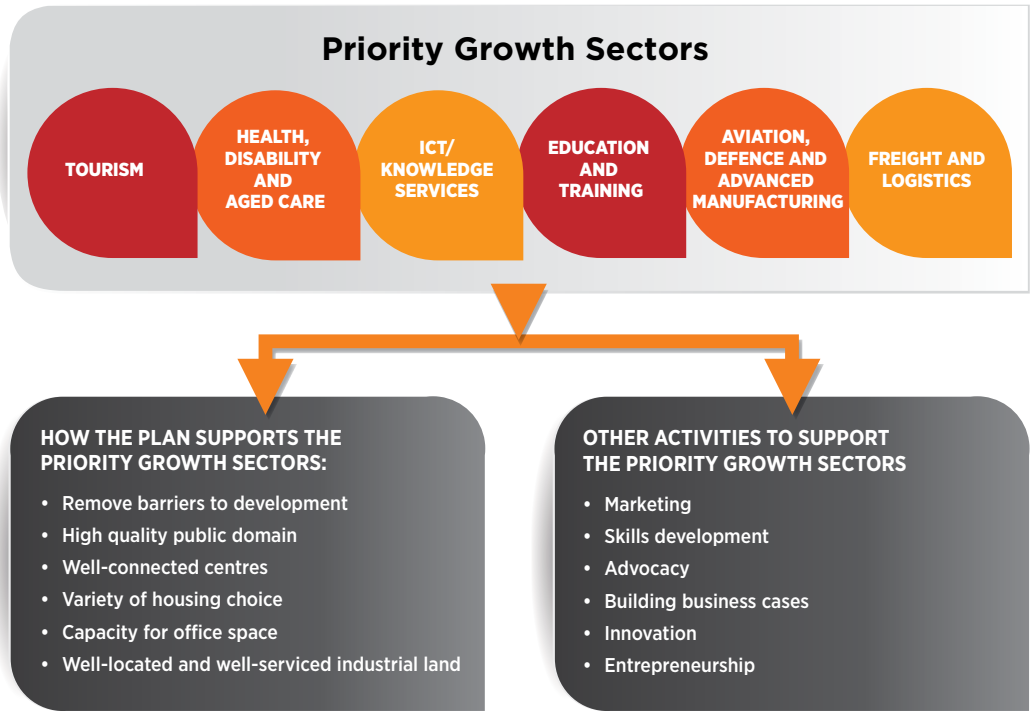 Priority Growth Sectors
TOURISM
HEALTH,
DISABILITY
AND
AGED CARE
ICT/
KNOWLEDGE
SERVICES
EDUCATION
AND
TRAINING
AVIATION,
DEFENCE AND
ADVANCED
MANUFACTURING
FREIGHT AND
LOGISTICS
HOW THE PLAN SUPPORTS THE
PRIORITY GROWTH SECTORS:
• Remove barriers to development
• High quality public domain
• Well-connected centres
• Variety of housing choice
• Capacity for office space
• Well-located and well-serviced industrial land
OTHER ACTIVITIES TO SUPPORT
THE PRIORITY GROWTH SECTORS
• Marketing
• Skills development
• Advocacy
• Building business cases
• Innovation
• Entrepreneurship